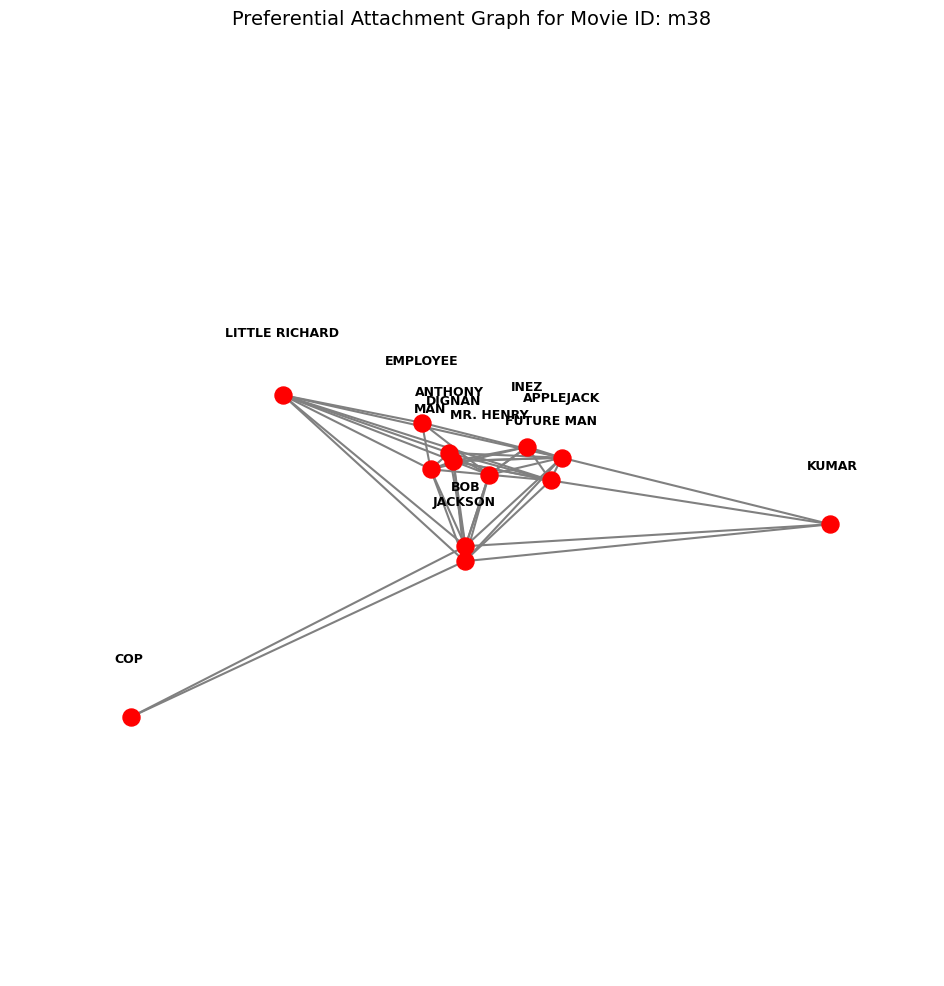 Preferential Attachment Graph for Movie ID: m38
LITTLE RICHARD
EMPLOYEE
INEZ
ANTHONY
APPLEJACK
DIGNAN
MAN
MR. HENRY
FUTURE MAN
KUMAR
BOB
JACKSON
COP